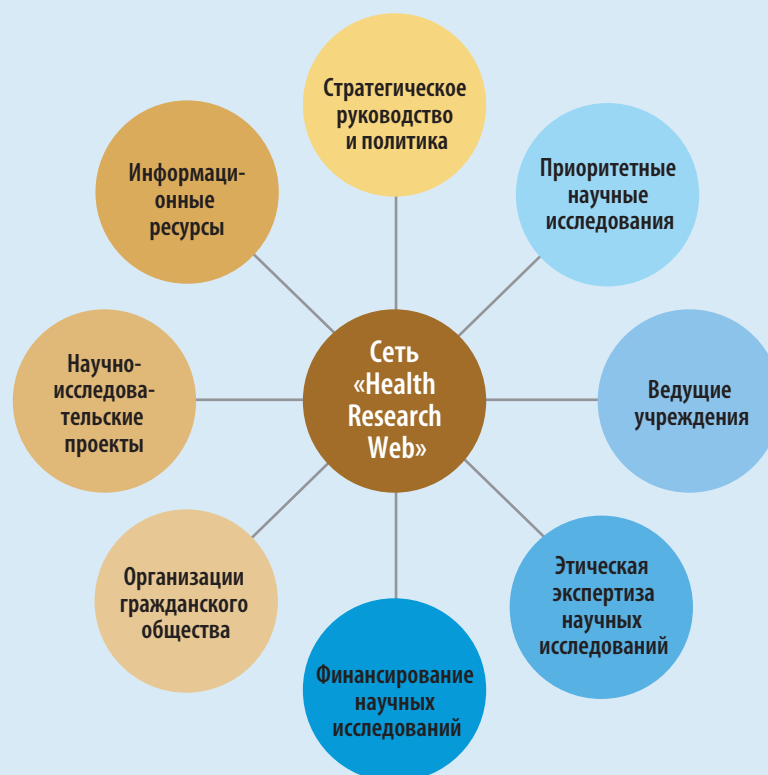 Стратегическое
руководство
и политика
Приоритетные
научные
исследования
Ведущие
учреждения
Этическая
экспертиза
научных
исследований
Финансирование
научных
исследований
Организации
гражданского
общества
Научно-
исследова-
тельские
проекты
Информаци-
онные
ресурсы
Сеть
«Health
Research
Web»